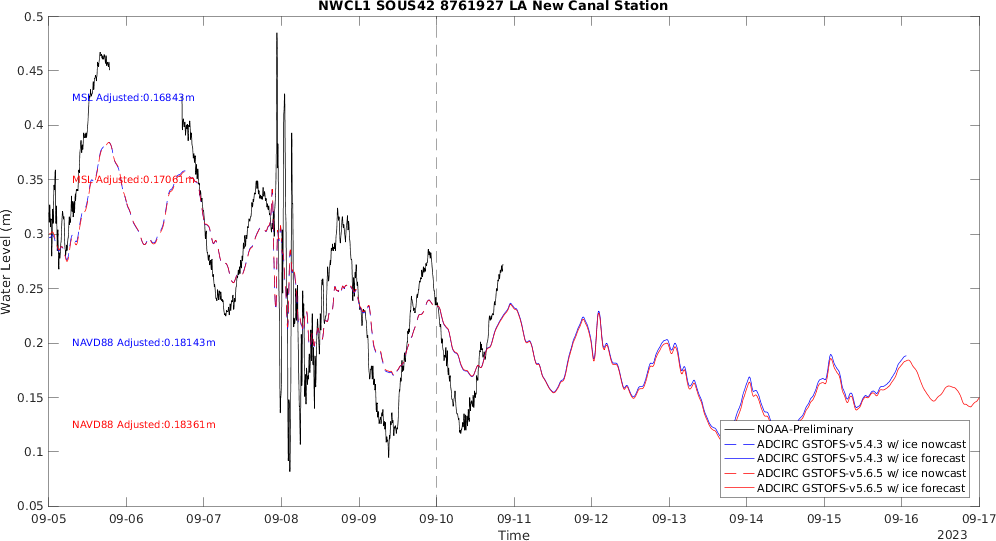 NWCL1 SOUS42 8761927 LA New Canal Station
0.5
0.45
0.4
0.35
0.3
0.25
0.2
0.15
0.1
0.05
Water Level (m)
MSL Adjusted:0.16843m
MSL Adjusted:0.17061m
NAVD88 Adjusted:0.18143m
NAVD88 Adjusted:0.18361m
NOAA-Preliminary
ADCIRC GSTOFS-v5.4.3 w/ ice nowcast
ADCIRC GSTOFS-v5.4.3 w/ ice forecast
ADCIRC GSTOFS-v5.6.5 w/ ice nowcast
ADCIRC GSTOFS-v5.6.5 w/ ice forecast
09-05 09-06 09-07 09-08 09-09 09-10 09-11 09-12 09-13 09-14 09-15 09-16 09-17
Time
2023